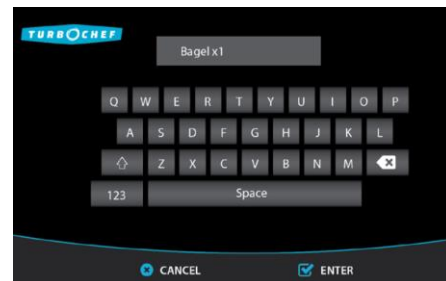 TURBOCHEF
Bagel x1
Q W E R T Y U I O P
A S D F G H J K L
Z X C V B N M
123 Space
CANCEL ENTER